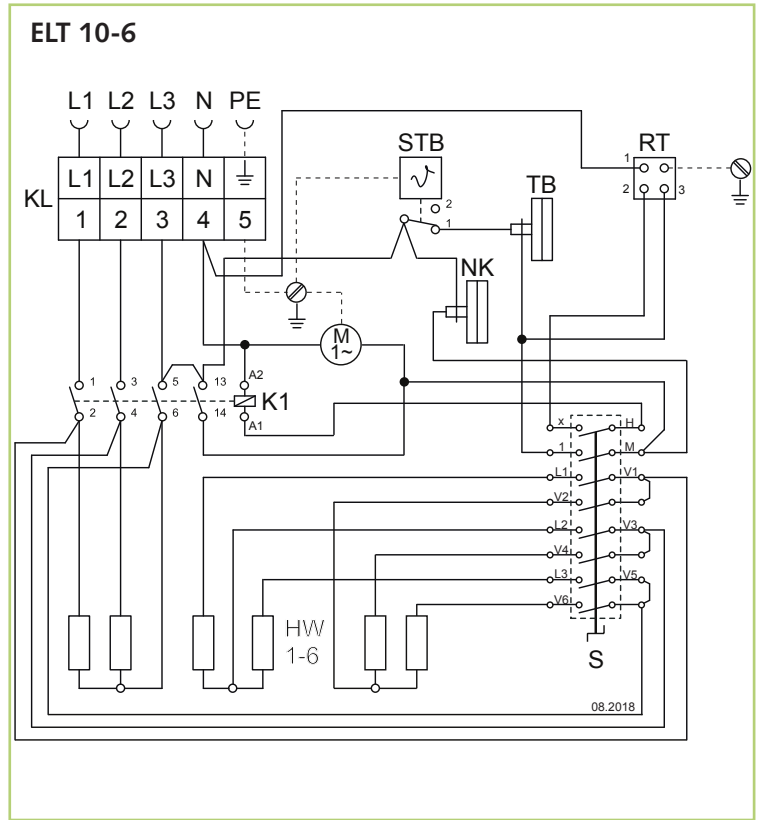 ELT 10-6
L1 L2 L3 N PE
STB
RT
KL
L1 L2 L3 N
1 2 3 4 5
TB
2
1
1
2 3
NK
M
1~
1 3 5 13 A2
K1
2 4 6 14 A1
x H
1 M
L1 V1
V2
L2 V3
V4
L3 V5
V6
HW
1-6
S
08.2018